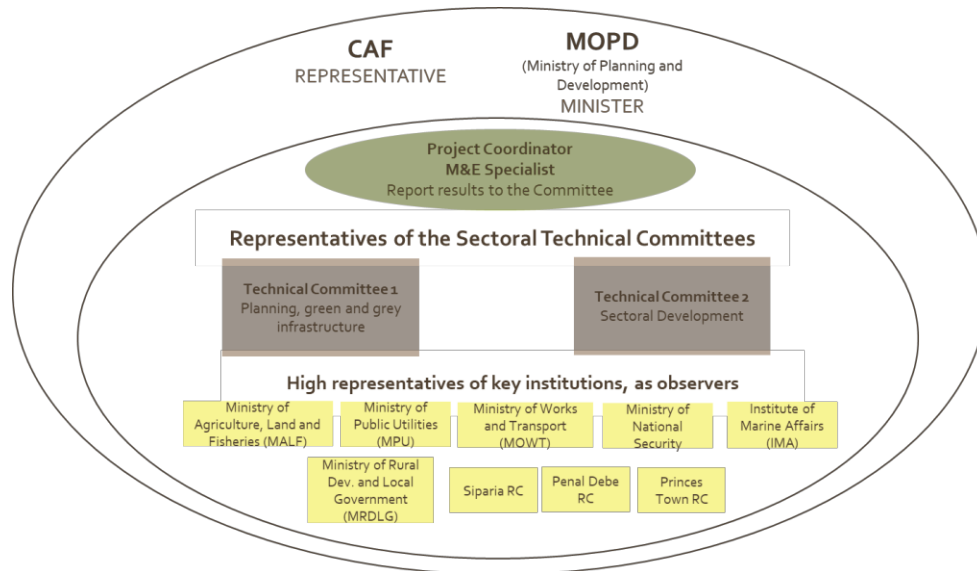 CAF
REPRESENTATIVE
MOPD
(Ministry of Planning and
Development)
MINISTER
Project Coordinator
M&E Specialist
Report results to the Committee
Representatives of the Sectoral Technical Committees
Technical Committee 1
Planning, green and grey
infrastructure
Technical Committee 2
Sectoral Development
High representatives of key institutions, as observers
Ministry of
Agriculture, Land and
Fisheries (MALF)
Ministry of
Public Utilities
(MPU)
Ministry of Works
and Transport
(MOWT)
Ministry of
National
Security
Institute of
Marine Affairs
(IMA)
Ministry of Rural
Dev. and Local
Government
(MRDLG)
Siparia RC
Penal Debe
RC
Princes
Town RC